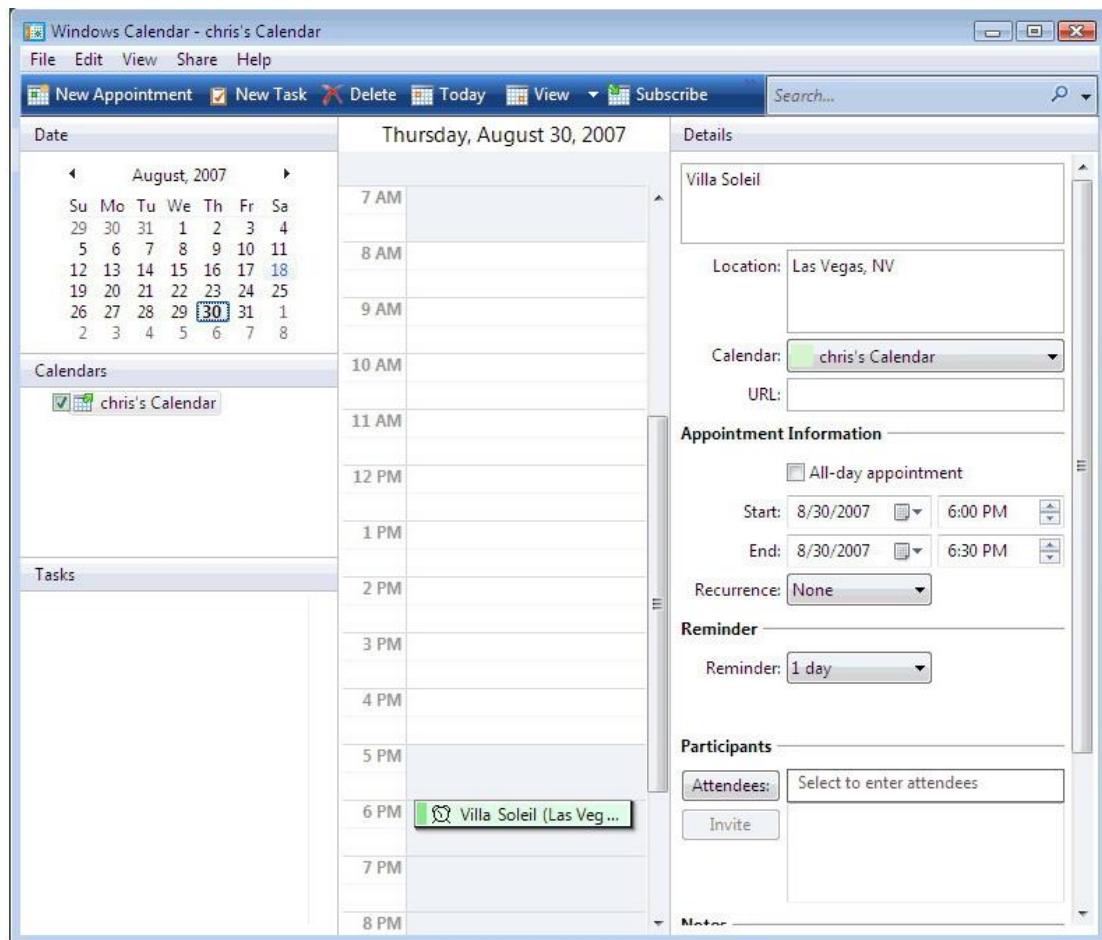 Windows Calendar - chris's Calendar
File Edit View Share Help
New Appointment New Task Delete Today View Subscribe Search...
Date
August, 2007
Su Mo Tu We Th Fr Sa
29 30 31 1 2 3 4
5 6 7 8 9 10 11
12 13 14 15 16 17 18
19 20 21 22 23 24 25
26 27 28 29 30 31 1
2 3 4 5 6 7 8
Calendars
chris's Calendar
Tasks
Thursday, August 30, 2007
7 AM
8 AM
9 AM
10 AM
11 AM
12 PM
1 PM
2 PM
3 PM
4 PM
5 PM
6 PM Villa Soleil (Las Veg ...
7 PM
8 PM
Details
Villa Soleil
Location: Las Vegas, NV
Calendar: chris's Calendar
URL:
Appointment Information
All-day appointment
Start: 8/30/2007 6:00 PM
End: 8/30/2007 6:30 PM
Recurrence: None
Reminder
Reminder: 1 day
Participants
Attendees: Select to enter attendees
Invite
Notes